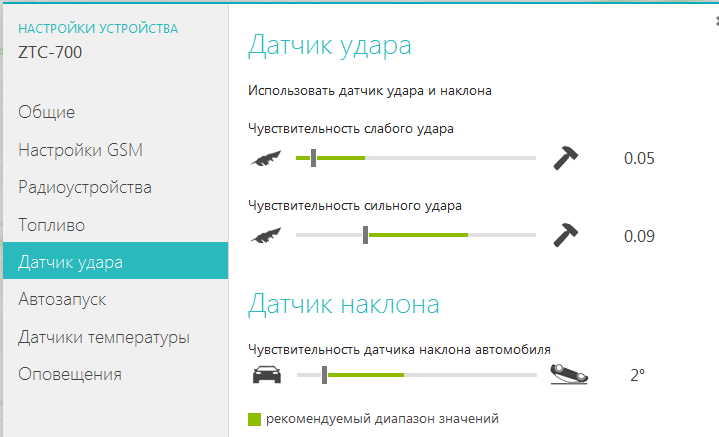 НАСТРОЙКИ УСТРОЙСТВА
ZTC-700
Общие
Настройки GSM
Радиоустройства
Топливо
Датчик удара
Автозапуск
Датчики температуры
Оповещения
Датчик удара
Использовать датчик удара и наклона
Чувствительность слабого удара
0.05
Чувствительность сильного удара
0.09
Датчик наклона
Чувствительность датчика наклона автомобиля
2°
рекомендуемый диапазон значений